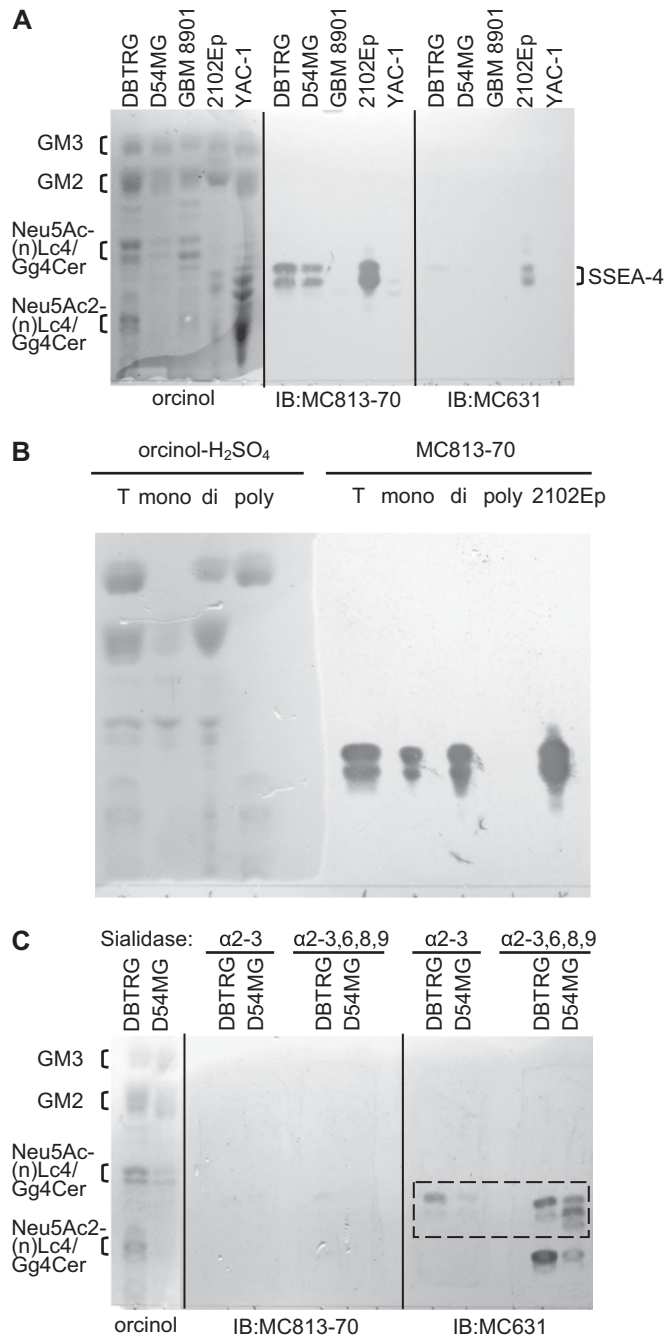 A
DBTRG D54MG GBM 8901 2102Ep YAC-1 DBTRG D54MG GBM 8901 2102Ep YAC-1 DBTRG D54MG GBM 8901 2102Ep YAC-1
GM3
GM2
Neu5Ac-
(n)Lc4/
Gg4Cer
Neu5Ac2-
(n)Lc4/
Gg4Cer
SSEA-4
orcinol IB:MC813-70 IB:MC631
B
orcinol-H₂SO₄ MC813-70
T mono di poly T mono di poly 2102Ep
C
Sialidase: α2-3 α2-3,6,8,9 α2-3 α2-3,6,8,9
DBTRG D54MG DBTRG D54MG DBTRG D54MG DBTRG D54MG DBTRG D54MG
GM3
GM2
Neu5Ac-
(n)Lc4/
Gg4Cer
Neu5Ac2-
(n)Lc4/
Gg4Cer
orcinol IB:MC813-70 IB:MC631